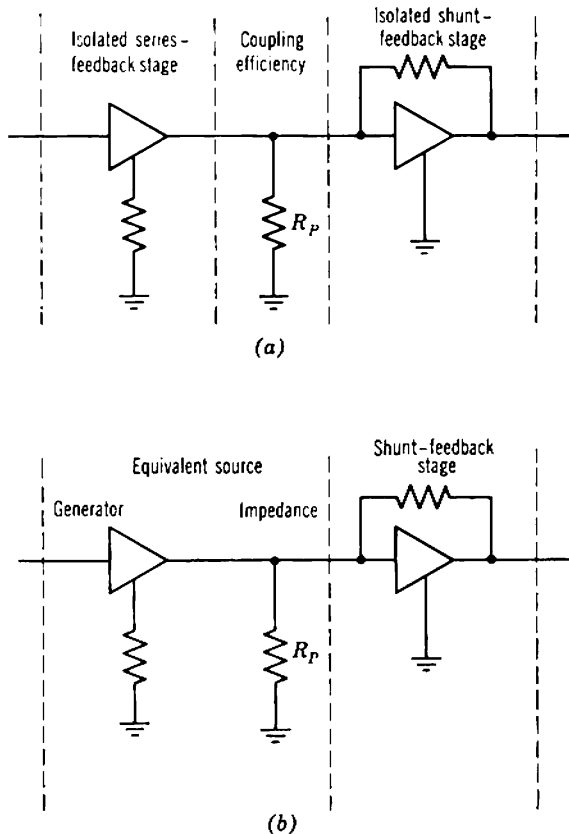 Isolated series-
feedback stage
Coupling
efficiency
Isolated shunt-
feedback stage
R_P
(a)
Equivalent source
Shunt-feedback
stage
Generator
Impedance
R_P
(b)